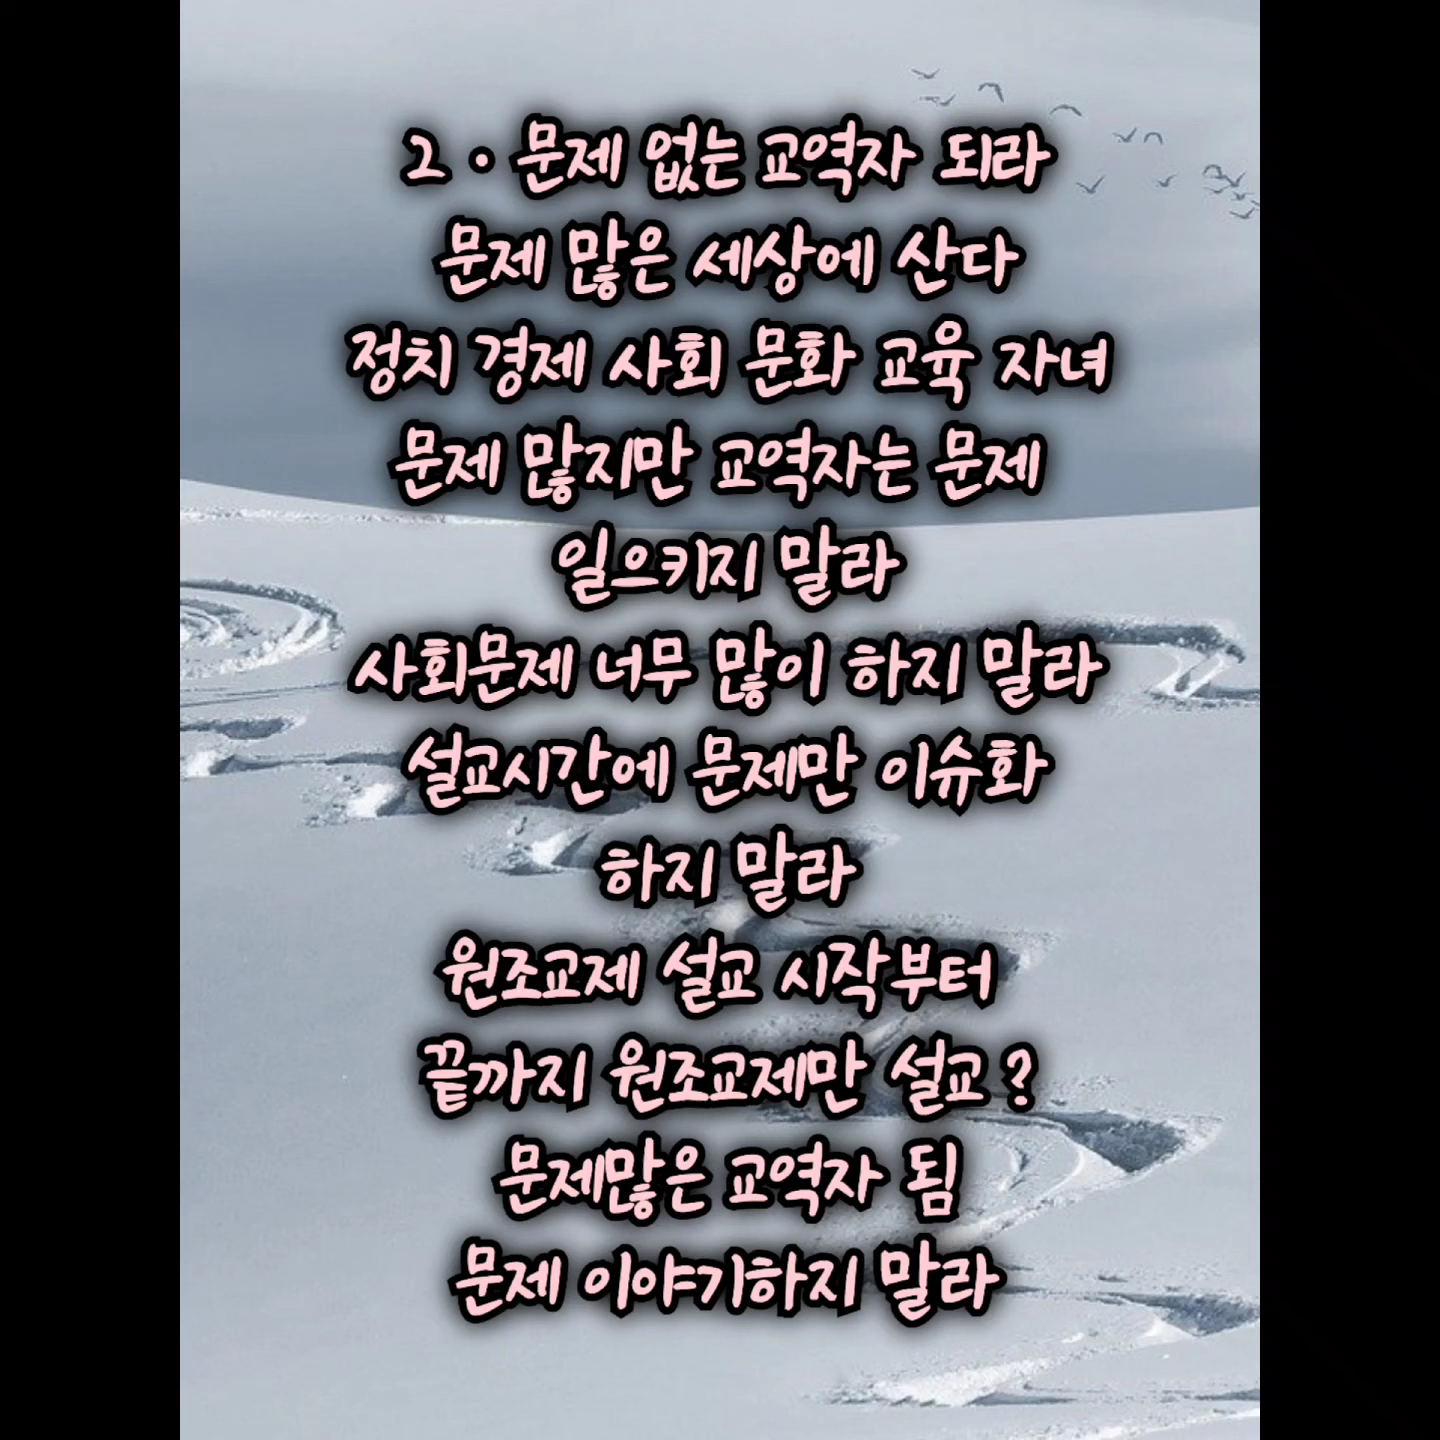 2 · 문제 없는 교역자 되라
문제 많은 세상에 산다
정치 경제 사회 문화 교육 자녀
문제 많지만 교역자는 문제
일으키지 말라
사회문제 너무 많이 하지 말라
설교시간에 문제만 이슈화
하지 말라
원조교제 설교 시작부터
끝까지 원조교제만 설교 ?
문제많은 교역자 됨
문제 이야기하지 말라